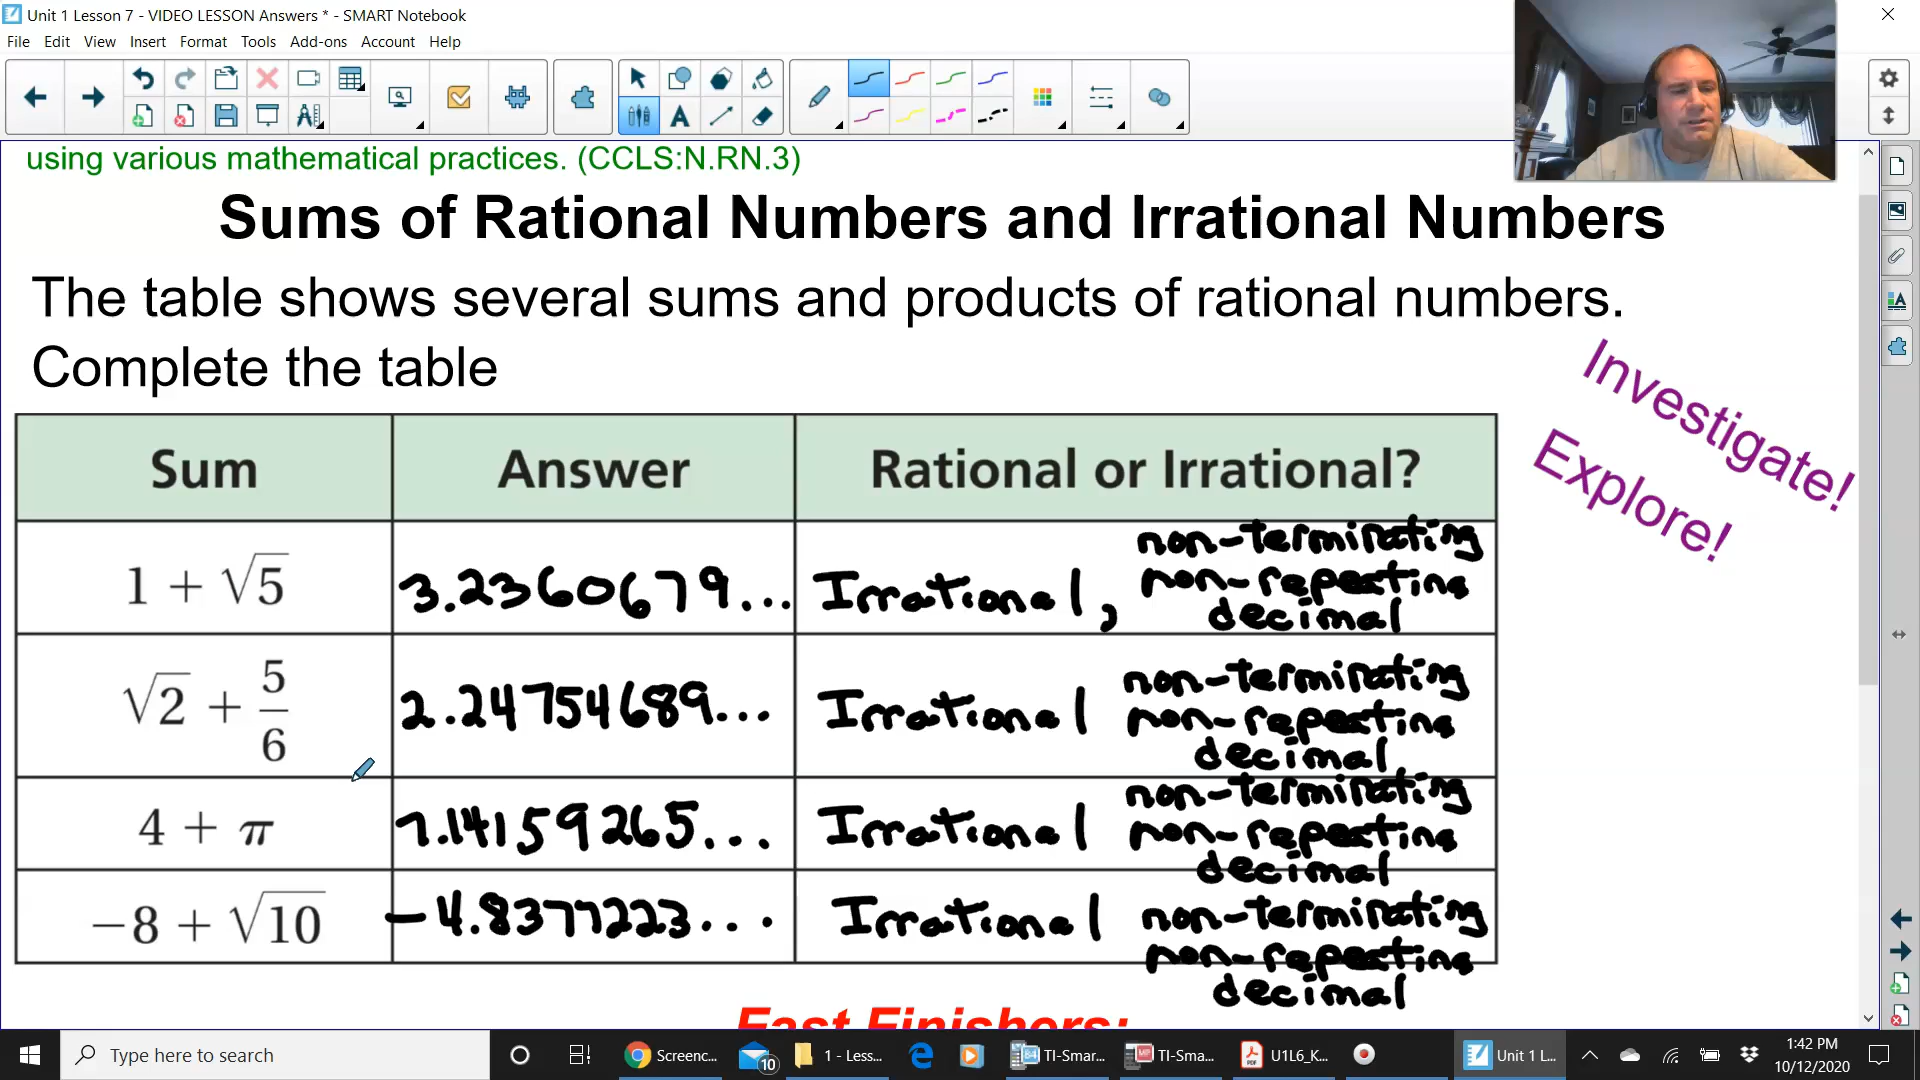 Unit 1 Lesson 7 - VIDEO LESSON Answers * - SMART Notebook
File Edit View Insert Format Tools Add-ons Account Help
using various mathematical practices. (CCLS:N.RN.3)
Sums of Rational Numbers and Irrational Numbers
The table shows several sums and products of rational numbers.
Complete the table
Investigate!
Explore!
Sum Answer Rational or Irrational?
1 + √5 3.2360679... Irrational, non-terminating
non-repeating
decimal
√2 + 5/6 2.24754689... Irrational non-terminating
non-repeating
decimal
4 + π 7.14159265... Irrational non-terminating
non-repeating
decimal
−8 + √10 -4.8377223... Irrational non-terminating
non-repeating
decimal
Fast Finishers:
Type here to search
Screenc...
10
1 - Less...
84 TI-Smar...
TI-Sma...
U1L6_K...
Unit 1 L...
1:42 PM
10/12/2020